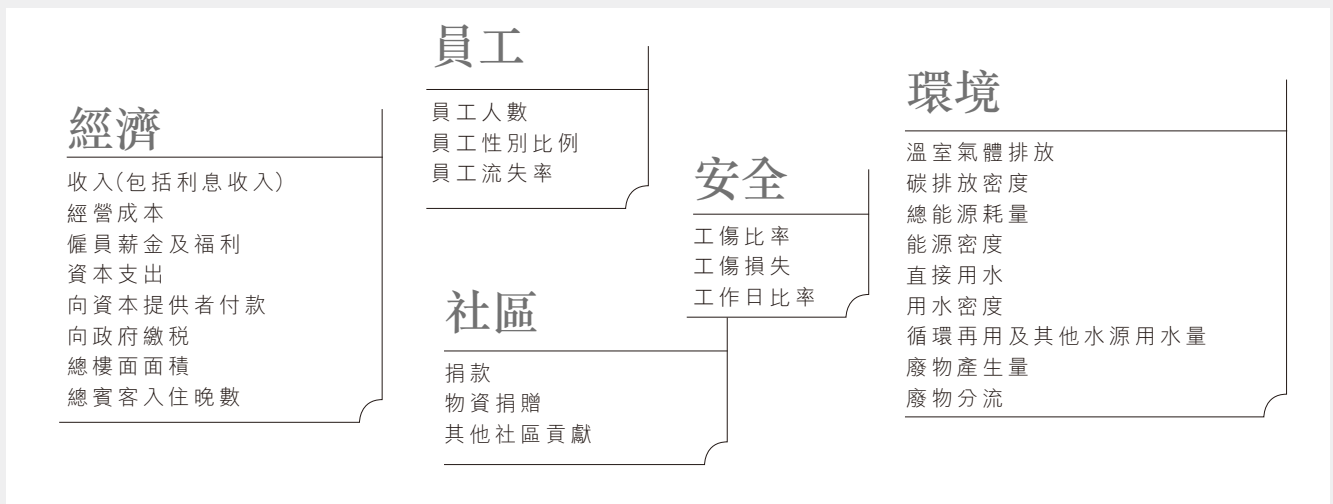 經濟
收入(包括利息收入)
經營成本
僱員薪金及福利
資本支出
向資本提供者付款
向政府繳稅
總樓面面積
總賓客入住晚數
員工
員工人數
員工性別比例
員工流失率
社區
捐款
物資捐贈
其他社區貢獻
安全
工傷比率
工傷損失
工作日比率
環境
溫室氣體排放
碳排放密度
總能源耗量
能源密度
直接用水
用水密度
循環再用及其他水源用水量
廢物產生量
廢物分流